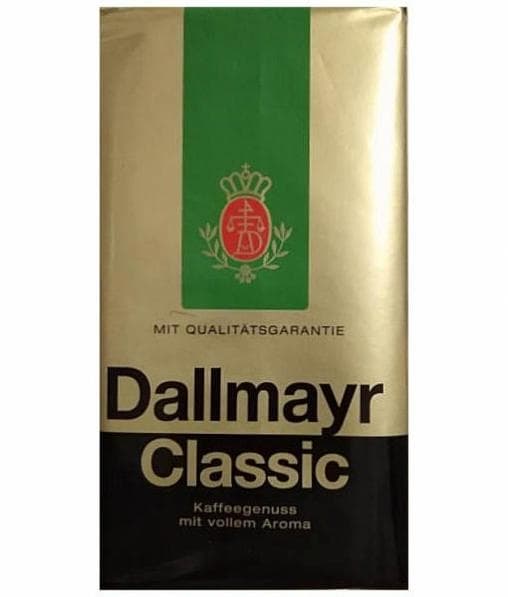 MIT QUALITÄTSGARANTIE
Dallmayr
Classic
Kaffeegenuss
mit vollem Aroma